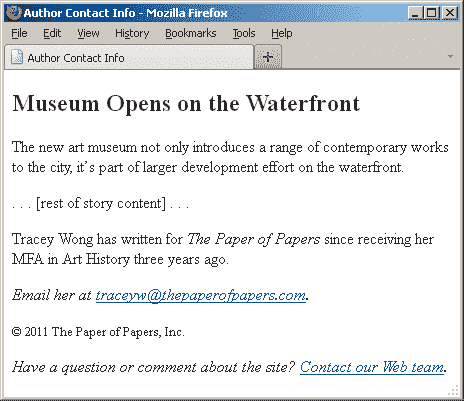 Author Contact Info - Mozilla Firefox
File Edit View History Bookmarks Tools Help
Author Contact Info
Museum Opens on the Waterfront
The new art museum not only introduces a range of contemporary works
to the city, it's part of larger development effort on the waterfront.
. . . [rest of story content] . . .
Tracey Wong has written for The Paper of Papers since receiving her
MFA in Art History three years ago.
Email her at traceyw@thepaperofpapers.com.
© 2011 The Paper of Papers, Inc.
Have a question or comment about the site? Contact our Web team.